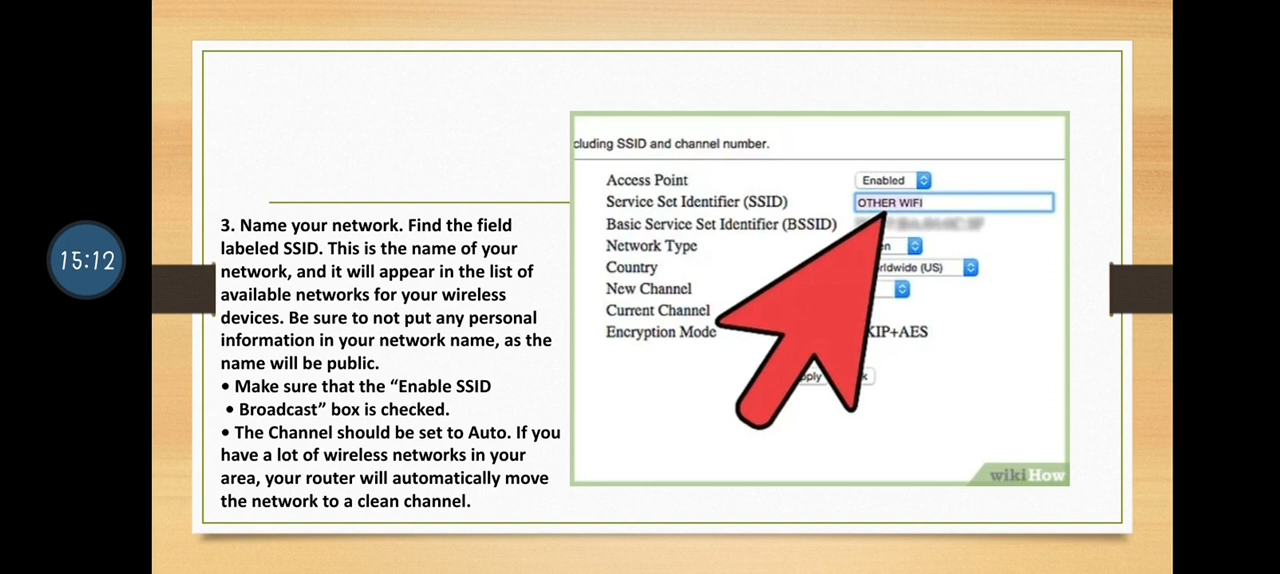 15:12
3. Name your network. Find the field
labeled SSID. This is the name of your
network, and it will appear in the list of
available networks for your wireless
devices. Be sure to not put any personal
information in your network name, as the
name will be public.
• Make sure that the “Enable SSID
• Broadcast” box is checked.
• The Channel should be set to Auto. If you
have a lot of wireless networks in your
area, your router will automatically move
the network to a clean channel.
cluding SSID and channel number.
Access Point Enabled
Service Set Identifier (SSID) OTHER WIFI
Basic Service Set Identifier (BSSID)
Network Type en
Country rldwide (US)
New Channel
Current Channel
Encryption Mode KIP+AES
pply k
wikiHow